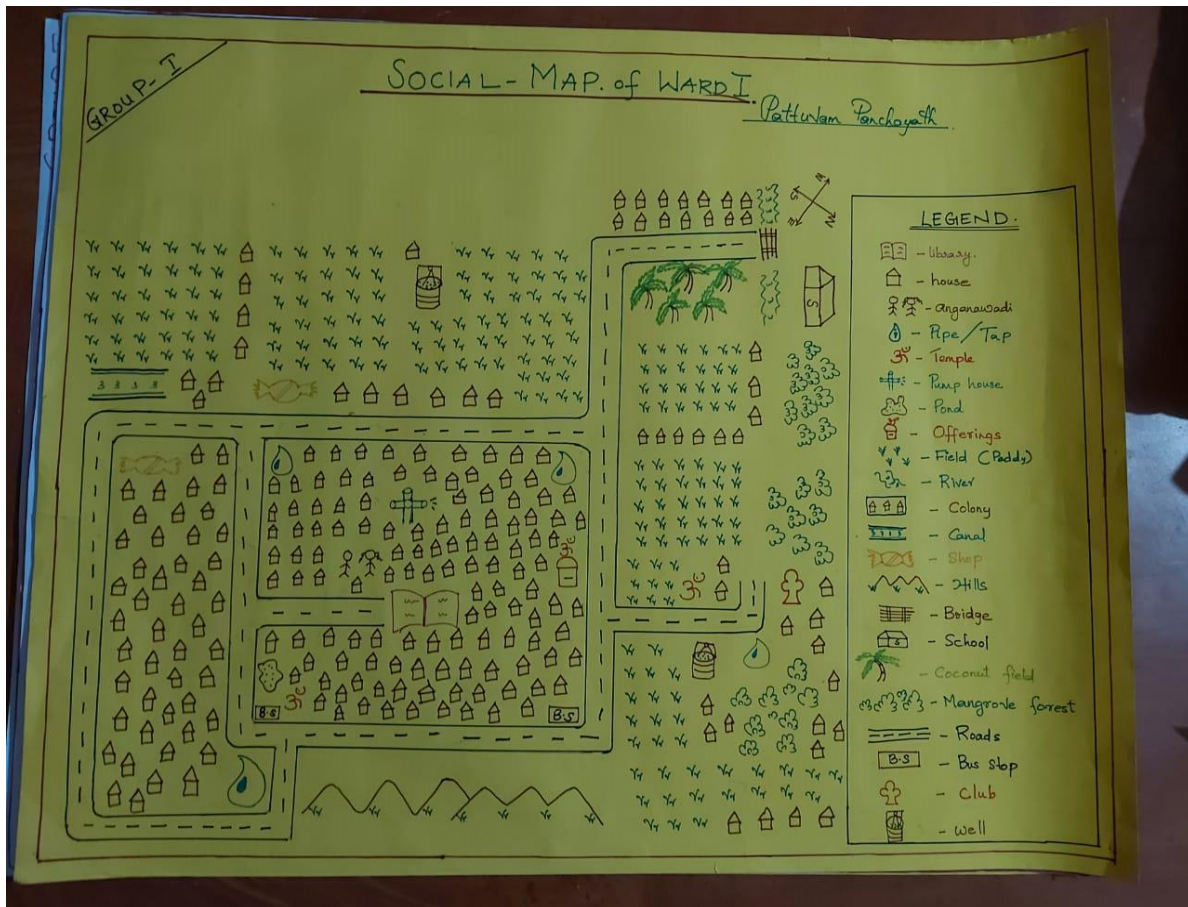 GROUP-I
SOCIAL-MAP. of WARD I.
Pattuvam Panchayath.
N
S
E
W
S
ॐ
ॐ
ॐ
B.S
B.S
LEGEND.
- library.
- house
- anganawadi
- Pipe/Tap
ॐ - Temple
- Pump house
- Pond
- Offerings
- Field (Paddy)
- River
- Colony
- Canal
- Shop
- Hills
- Bridge
S - School
- Coconut field
- Mangrove forest
- Roads
B.S - Bus stop
- Club
- well